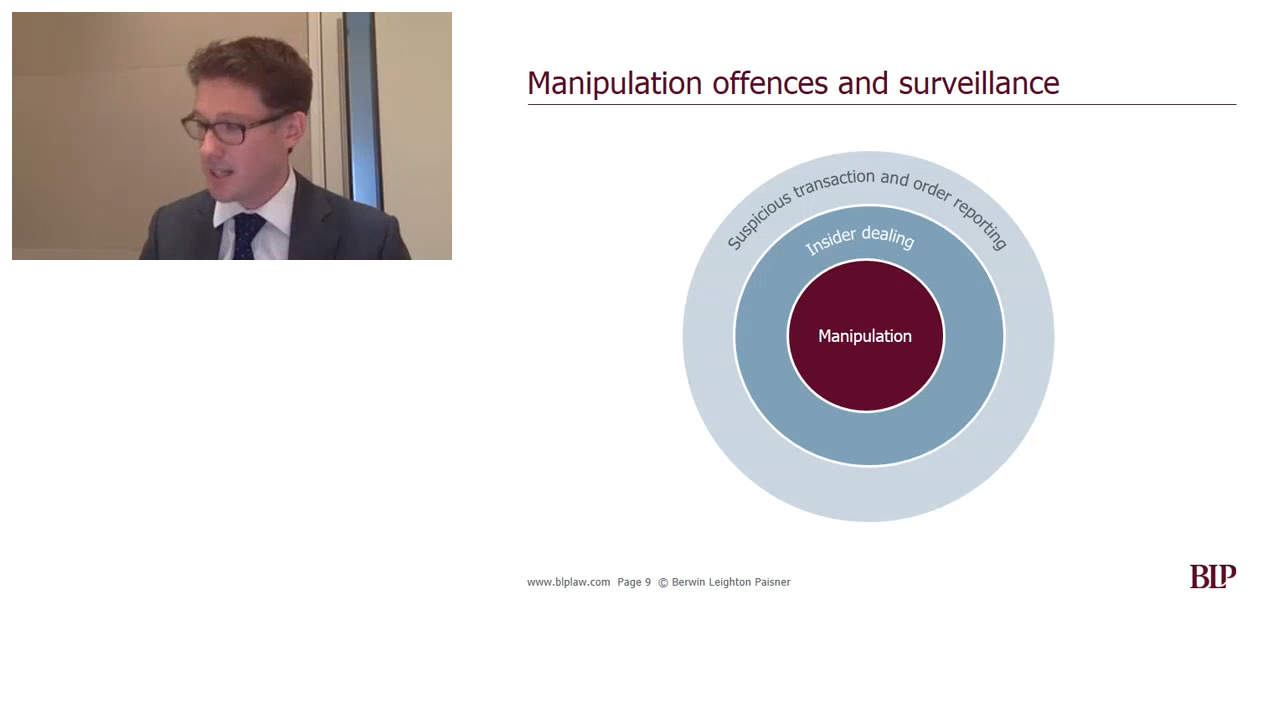 Manipulation offences and surveillance
Suspicious transaction and order reporting
Insider dealing
Manipulation
www.blplaw.com Page 9 © Berwin Leighton Paisner
BLP